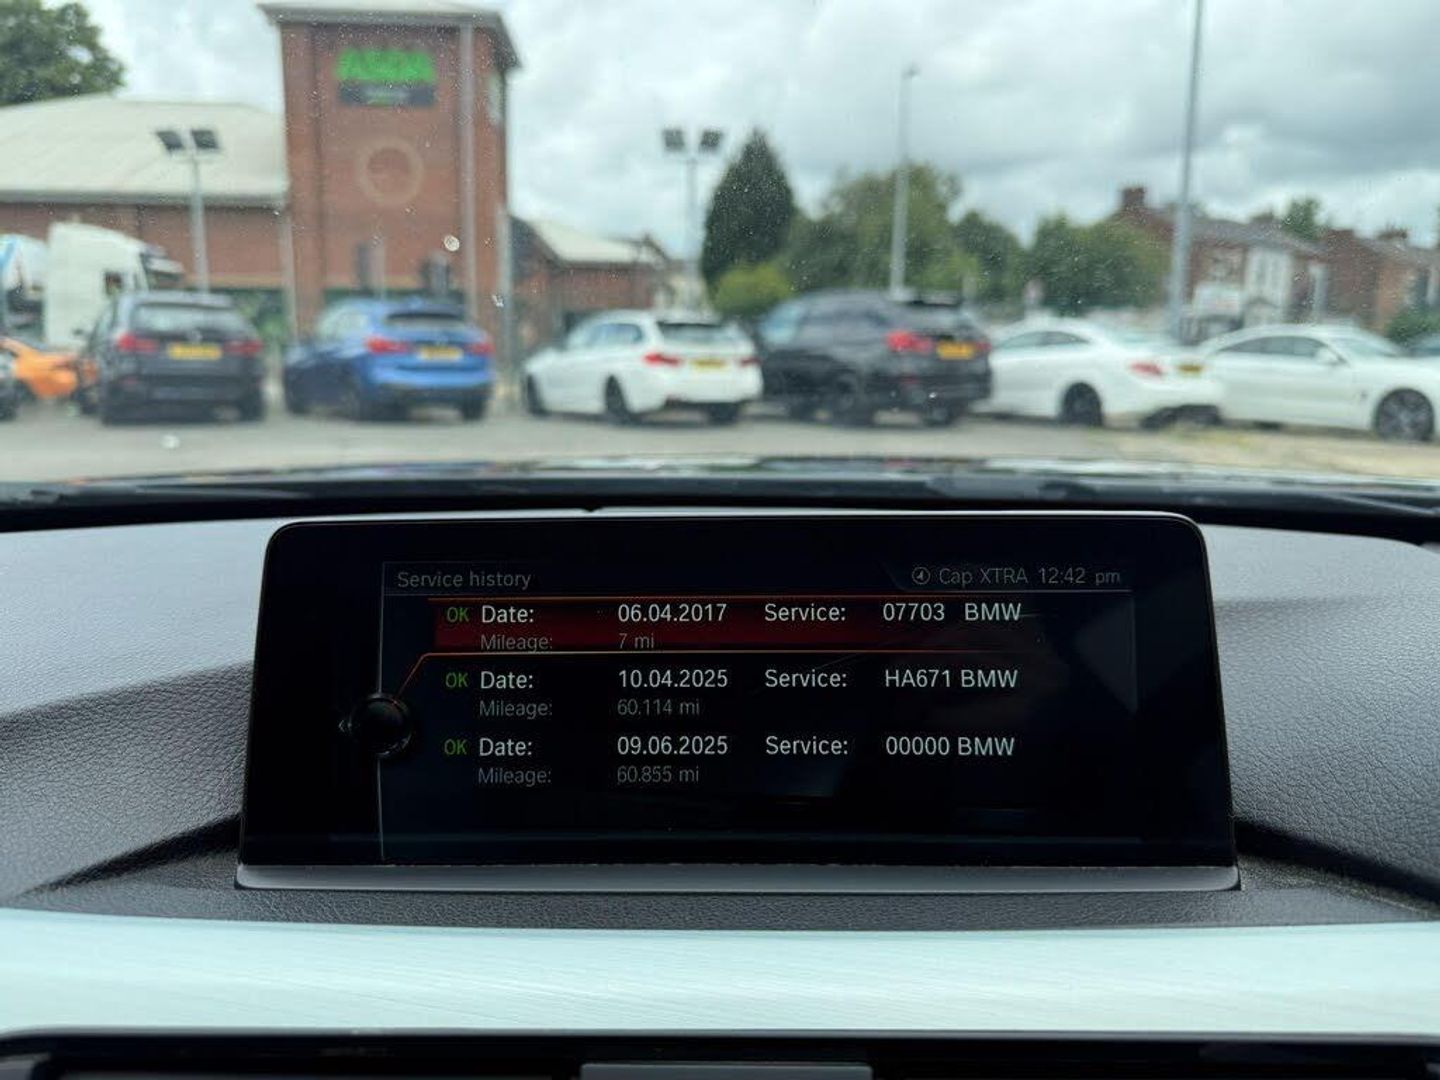 ASDA
Service history Cap XTRA 12:42 pm
OK Date: 06.04.2017 Service: 07703 BMW
Mileage: 7 mi
OK Date: 10.04.2025 Service: HA671 BMW
Mileage: 60.114 mi
OK Date: 09.06.2025 Service: 00000 BMW
Mileage: 60.855 mi